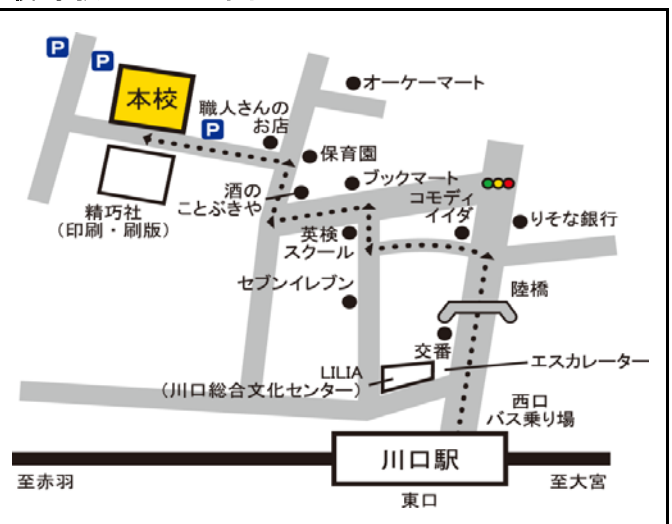 P
P
オーケーマート
本校
職人さんの
お店
P
保育園
ブックマート
コモディ
イイダ
酒の
ことぶきや
りそな銀行
精巧社
(印刷・刷版)
英検
スクール
セブンイレブン
陸橋
交番
エスカレーター
LILIA
(川口総合文化センター)
西口
バス乗り場
川口駅
至赤羽
至大宮
東口